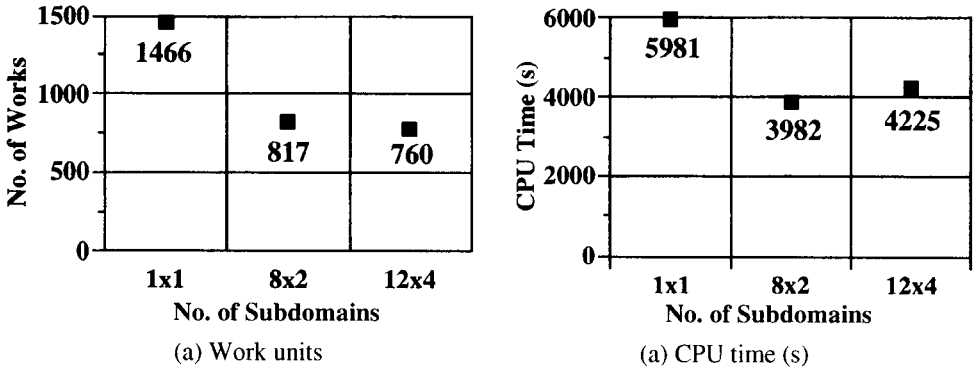 No. of Works
1500
1000
500
0
1466
817
760
1x1 8x2 12x4
No. of Subdomains
(a) Work units
CPU Time (s)
6000
4000
2000
0
5981
3982
4225
1x1 8x2 12x4
No. of Subdomains
(a) CPU time (s)